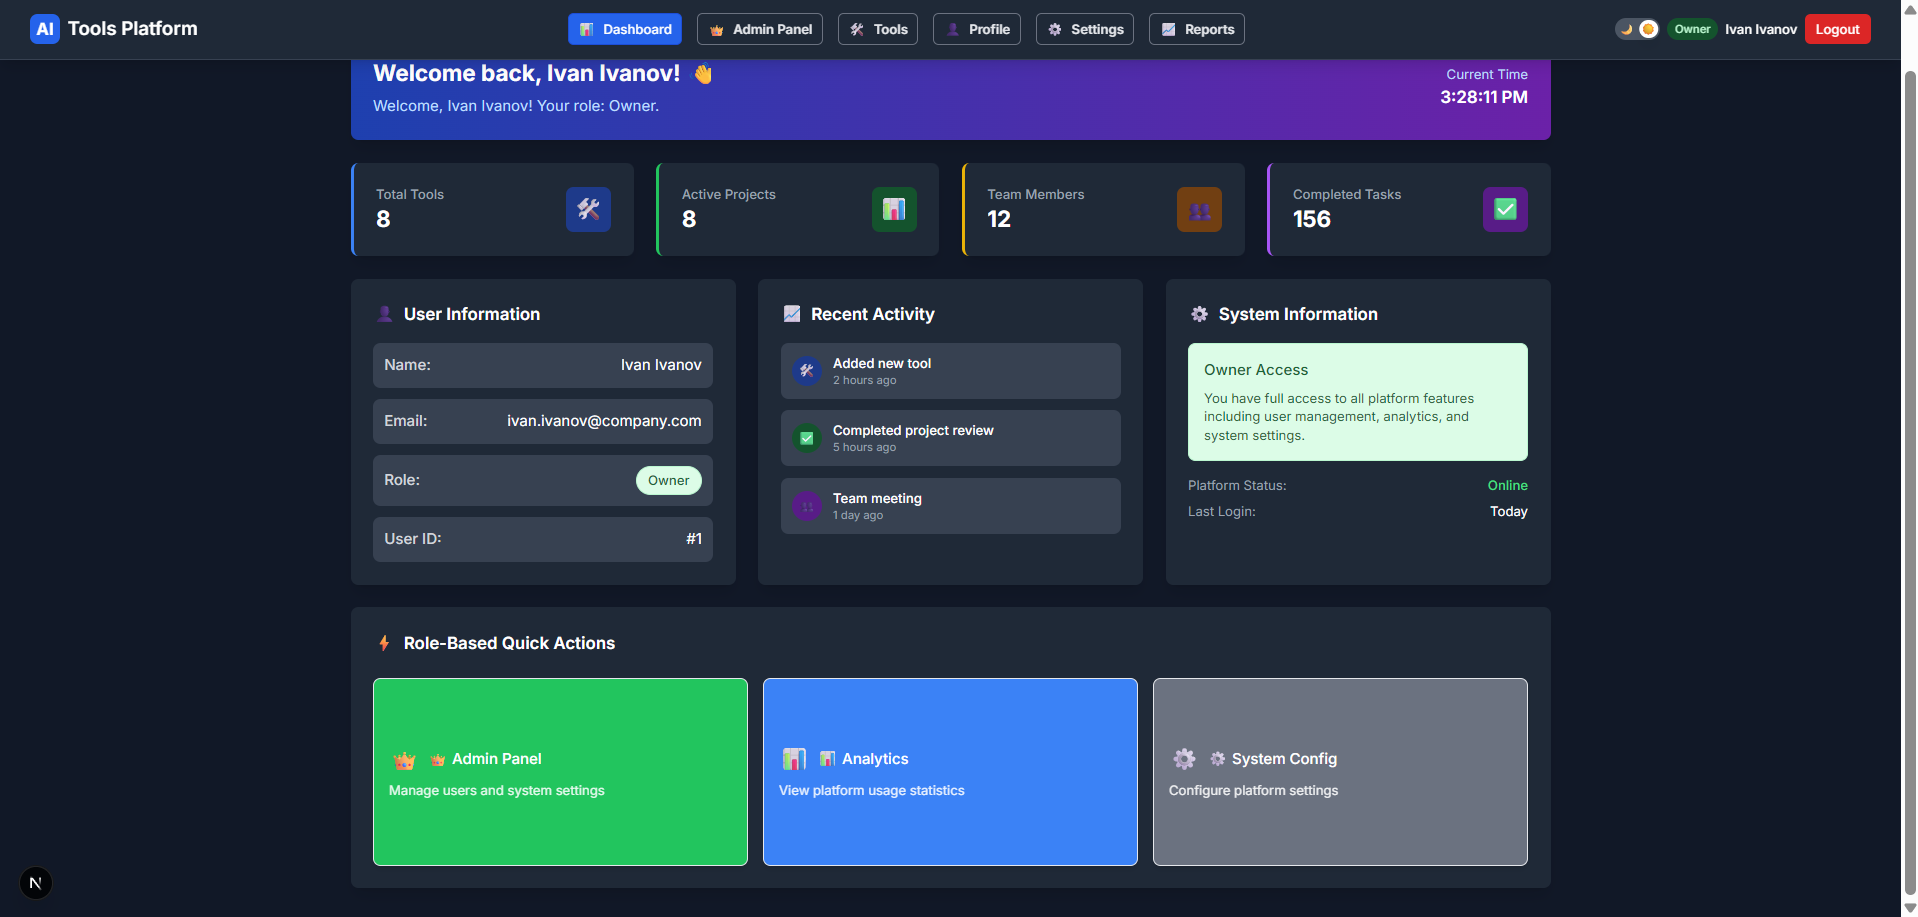 AI Tools Platform
Dashboard
Admin Panel
Tools
Profile
Settings
Reports
Owner
Ivan Ivanov
Logout
Welcome back, Ivan Ivanov! 👋
Welcome, Ivan Ivanov! Your role: Owner.
Current Time
3:28:11 PM
Total Tools
8
Active Projects
8
Team Members
12
Completed Tasks
156
User Information
Name: Ivan Ivanov
Email: ivan.ivanov@company.com
Role: Owner
User ID: #1
Recent Activity
Added new tool
2 hours ago
Completed project review
5 hours ago
Team meeting
1 day ago
System Information
Owner Access
You have full access to all platform features
including user management, analytics, and
system settings.
Platform Status: Online
Last Login: Today
Role-Based Quick Actions
Admin Panel
Manage users and system settings
Analytics
View platform usage statistics
System Config
Configure platform settings
N